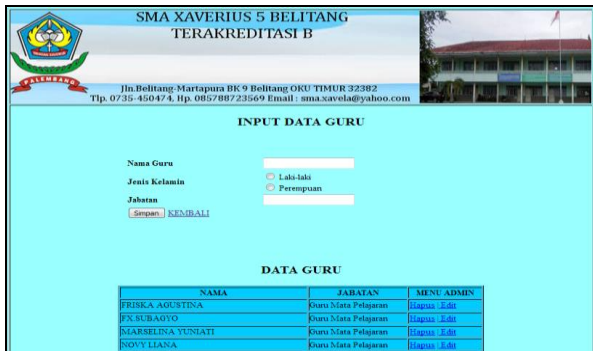 SMA XAVERIUS 5 BELITANG
TERAKREDITASI B
PALEMBANG
Jln.Belitang-Martapura BK 9 Belitang OKU TIMUR 32382
Tlp. 0735-450474, Hp. 085788723569 Email : sma.xavela@yahoo.com
INPUT DATA GURU
Nama Guru
Jenis Kelamin
Laki-laki
Perempuan
Jabatan
Simpan KEMBALI
DATA GURU
NAMA JABATAN MENU ADMIN
FRISKA AGUSTINA Guru Mata Pelajaran Hapus | Edit
FX.SUBAGYO Guru Mata Pelajaran Hapus | Edit
MARSELINA YUNIATI Guru Mata Pelajaran Hapus | Edit
NOVY LIANA Guru Mata Pelajaran Hapus | Edit